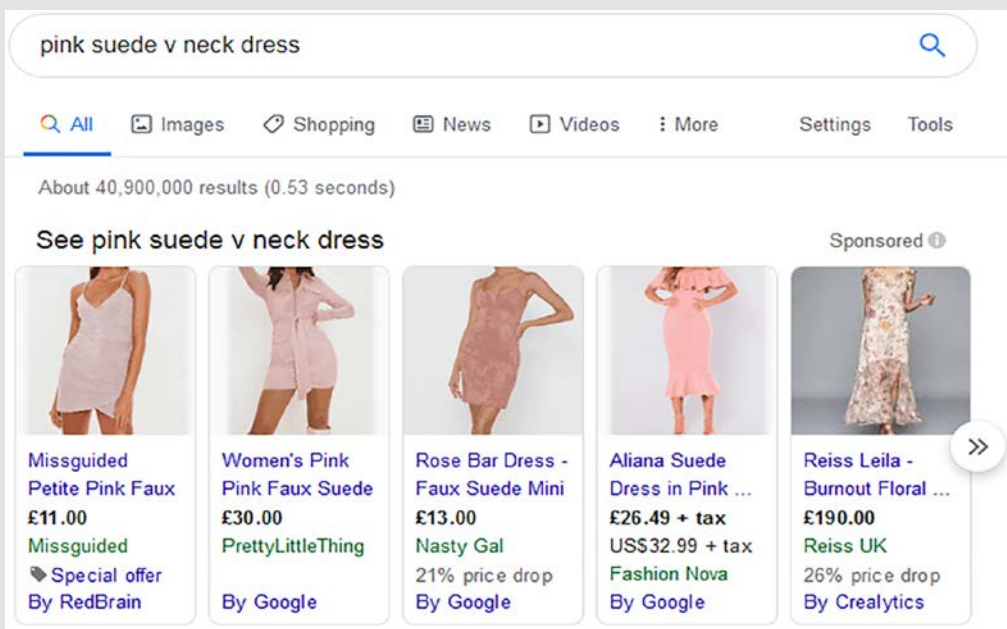 pink suede v neck dress
All Images Shopping News Videos More Settings Tools
About 40,900,000 results (0.53 seconds)
See pink suede v neck dress Sponsored
Missguided
Petite Pink Faux
£11.00
Missguided
Special offer
By RedBrain
Women's Pink
Pink Faux Suede
£30.00
PrettyLittleThing
By Google
Rose Bar Dress -
Faux Suede Mini
£13.00
Nasty Gal
21% price drop
By Google
Aliana Suede
Dress in Pink ...
£26.49 + tax
US$32.99 + tax
Fashion Nova
By Google
Reiss Leila -
Burnout Floral ...
£190.00
Reiss UK
26% price drop
By Crealytics